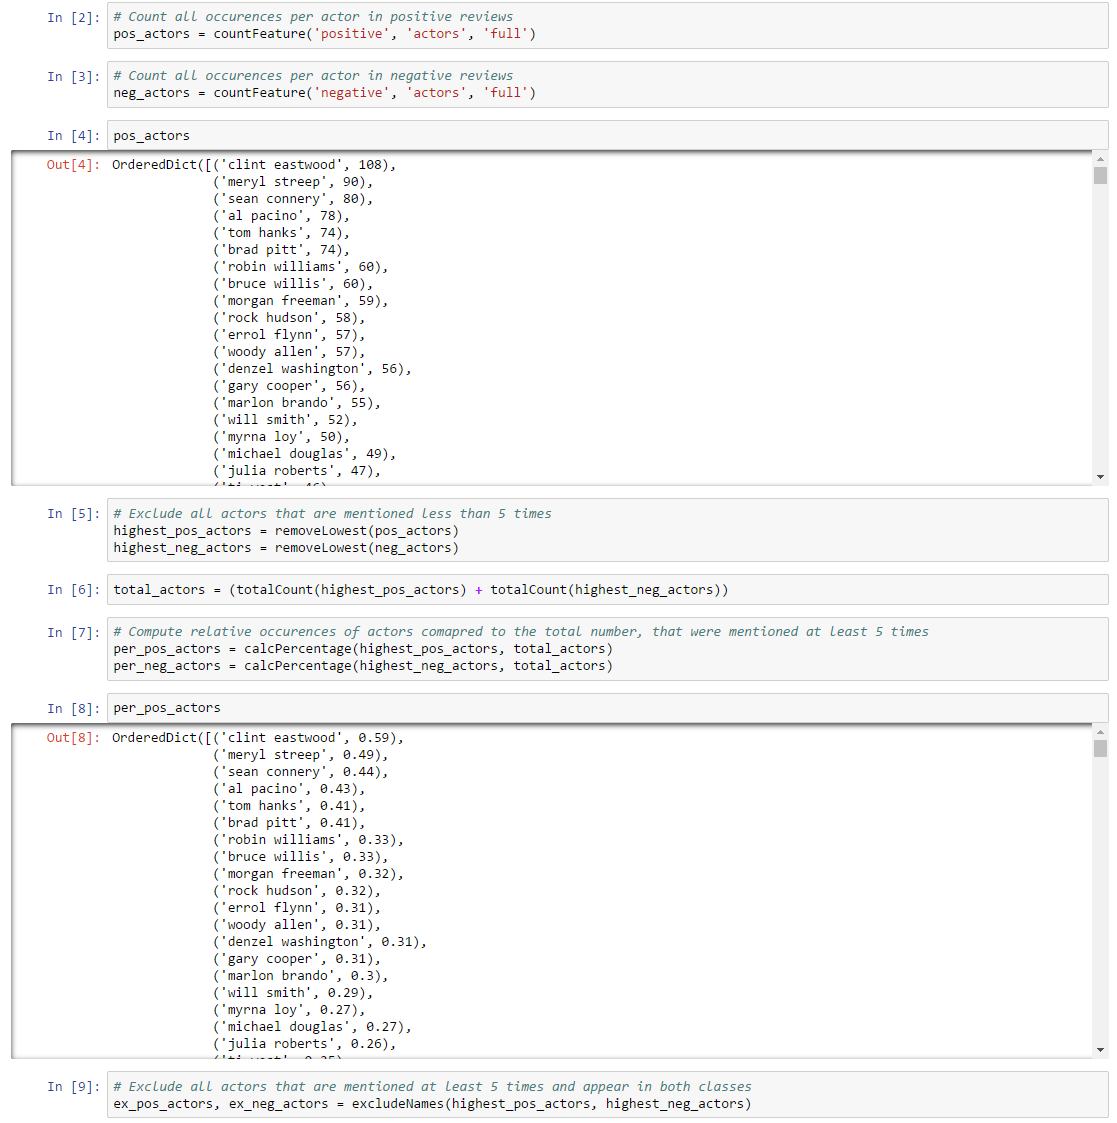 In [2]: # Count all occurences per actor in positive reviews
pos_actors = countFeature('positive', 'actors', 'full')
In [3]: # Count all occurences per actor in negative reviews
neg_actors = countFeature('negative', 'actors', 'full')
In [4]: pos_actors
Out[4]: OrderedDict([('clint eastwood', 108),
('meryl streep', 90),
('sean connery', 80),
('al pacino', 78),
('tom hanks', 74),
('brad pitt', 74),
('robin williams', 60),
('bruce willis', 60),
('morgan freeman', 59),
('rock hudson', 58),
('errol flynn', 57),
('woody allen', 57),
('denzel washington', 56),
('gary cooper', 56),
('marlon brando', 55),
('will smith', 52),
('myrna loy', 50),
('michael douglas', 49),
('julia roberts', 47),
In [5]: # Exclude all actors that are mentioned less than 5 times
highest_pos_actors = removeLowest(pos_actors)
highest_neg_actors = removeLowest(neg_actors)
In [6]: total_actors = (totalCount(highest_pos_actors) + totalCount(highest_neg_actors))
In [7]: # Compute relative occurences of actors comapred to the total number, that were mentioned at least 5 times
per_pos_actors = calcPercentage(highest_pos_actors, total_actors)
per_neg_actors = calcPercentage(highest_neg_actors, total_actors)
In [8]: per_pos_actors
Out[8]: OrderedDict([('clint eastwood', 0.59),
('meryl streep', 0.49),
('sean connery', 0.44),
('al pacino', 0.43),
('tom hanks', 0.41),
('brad pitt', 0.41),
('robin williams', 0.33),
('bruce willis', 0.33),
('morgan freeman', 0.32),
('rock hudson', 0.32),
('errol flynn', 0.31),
('woody allen', 0.31),
('denzel washington', 0.31),
('gary cooper', 0.31),
('marlon brando', 0.3),
('will smith', 0.29),
('myrna loy', 0.27),
('michael douglas', 0.27),
('julia roberts', 0.26),
In [9]: # Exclude all actors that are mentioned at least 5 times and appear in both classes
ex_pos_actors, ex_neg_actors = excludeNames(highest_pos_actors, highest_neg_actors)